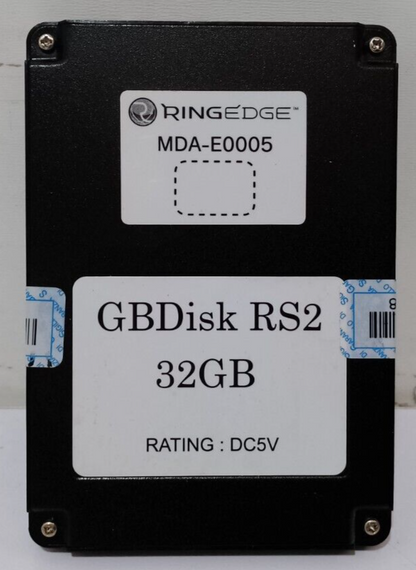 RINGEDGE™
MDA-E0005
GBDisk RS2
32GB
RATING : DC5V